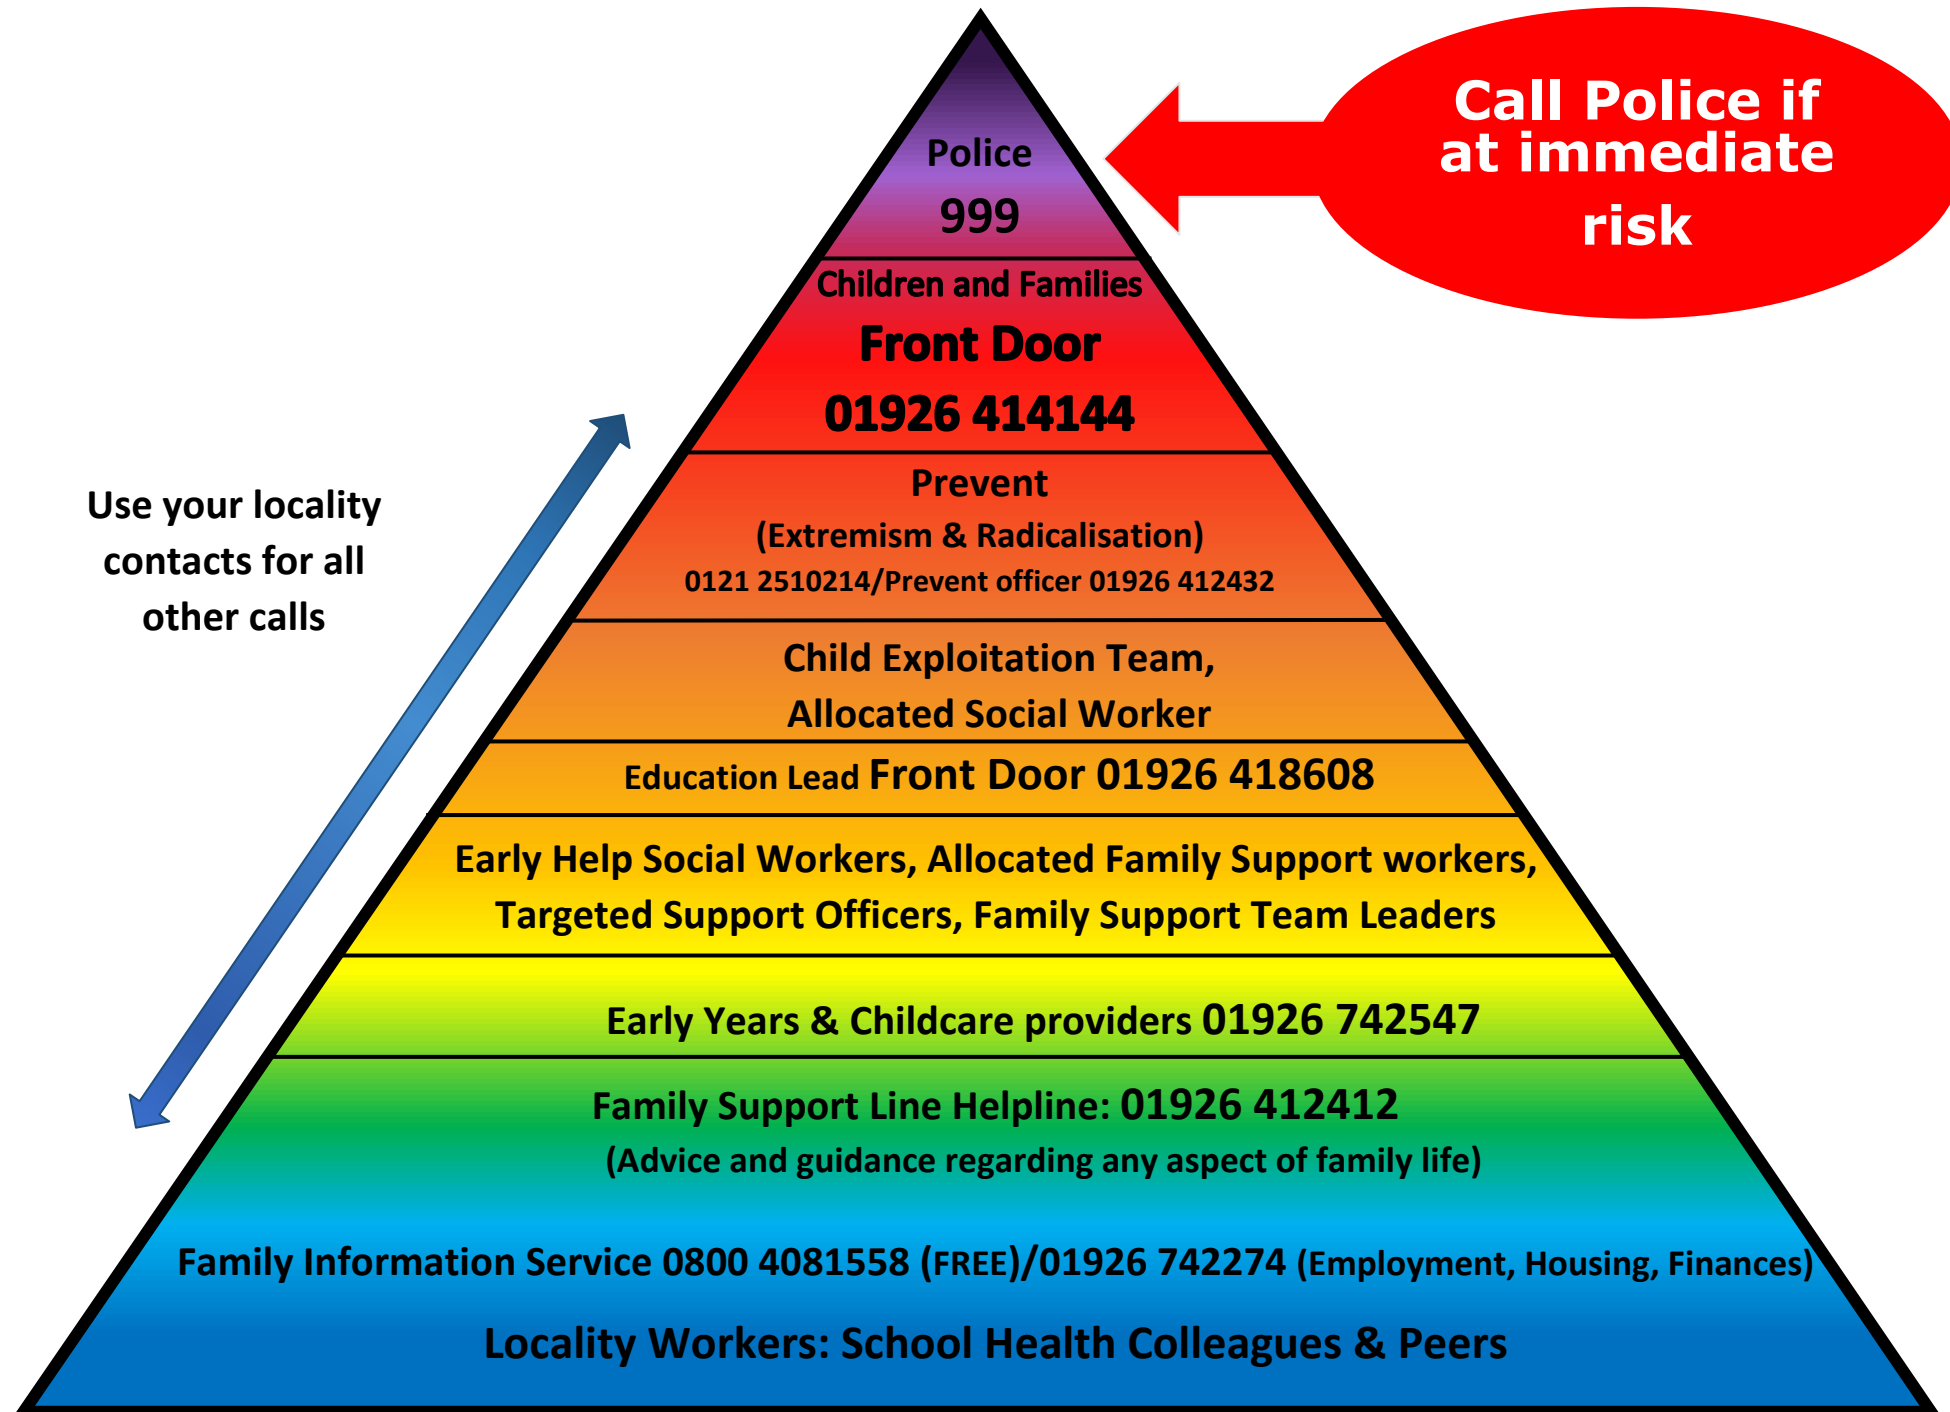 Police
999
Call Police if
at immediate
risk
Children and Families
Front Door
01926 414144
Use your locality
contacts for all
other calls
Prevent
(Extremism & Radicalisation)
0121 2510214/Prevent officer 01926 412432
Child Exploitation Team,
Allocated Social Worker
Education Lead Front Door 01926 418608
Early Help Social Workers, Allocated Family Support workers,
Targeted Support Officers, Family Support Team Leaders
Early Years & Childcare providers 01926 742547
Family Support Line Helpline: 01926 412412
(Advice and guidance regarding any aspect of family life)
Family Information Service 0800 4081558 (FREE)/01926 742274 (Employment, Housing, Finances)
Locality Workers: School Health Colleagues & Peers